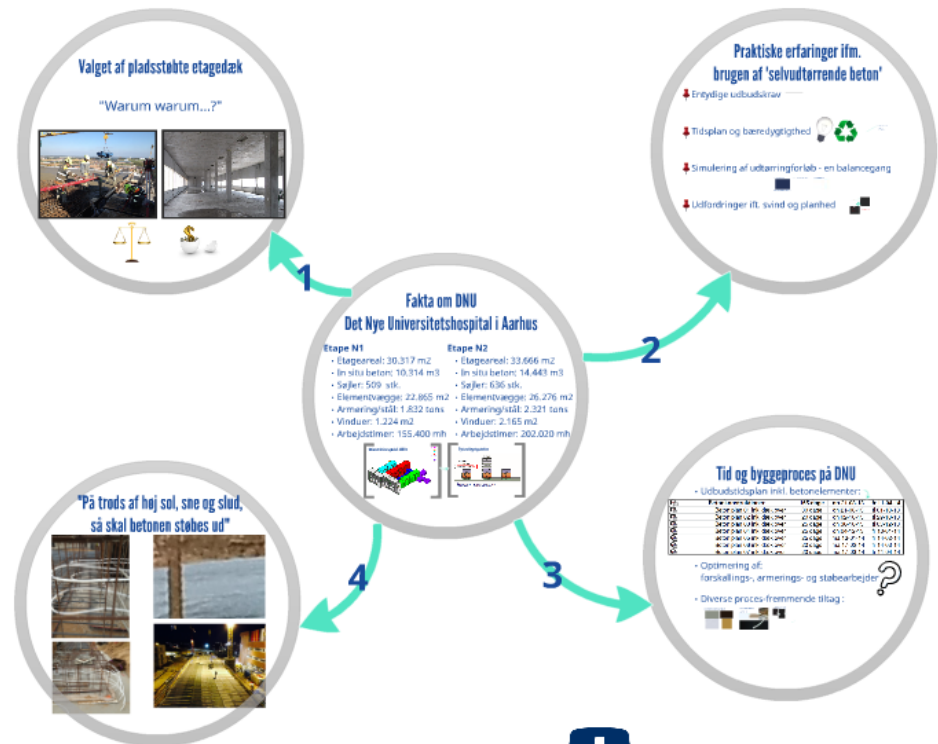 Valget af pladsstøbte etagedæk
"Warum warum...?"
Praktiske erfaringer ifm.
brugen af 'selvudtørrende beton'
Entydige udbudskrav
Tidsplan og bæredygtigthed
Simulering af udtørringforløb - en balancegang
Udfordringer ift. svind og planhed
1
2
Fakta om DNU
Det Nye Universitetshospital i Aarhus
Etape N1
• Etageareal: 30.317 m2
• In situ beton: 10.314 m3
• Søjler: 509 stk.
• Elementvægge: 22.865 m2
• Armering/stål: 1.832 tons
• Vinduer: 1.224 m2
• Arbejdstimer: 155.400 mh
Etape N2
• Etageareal: 33.666 m2
• In situ beton: 14.443 m3
• Søjler: 636 stk.
• Elementvægge: 26.276 m2
• Armering/stål: 2.321 tons
• Vinduer: 2.165 m2
• Arbejdstimer: 202.020 mh
"På trods af høj sol, sne og slud,
så skal betonen støbes ud"
4
3
Tid og byggeproces på DNU
• Udbudstidsplan inkl. betonelementer:
• Optimering af:
forskallings-, armerings- og støbearbejder
?
• Diverse proces-fremmende tiltag :